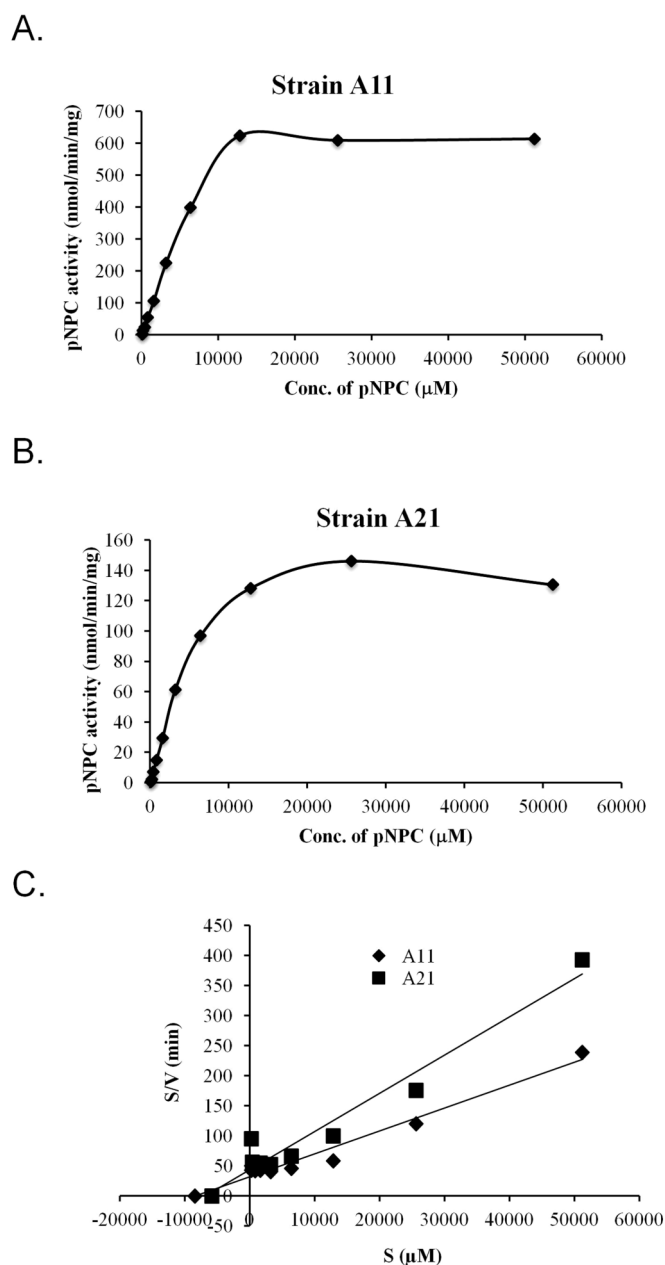 A.
Strain A11
pNPC activity (nmol/min/mg)
700
600
500
400
300
200
100
0
0 10000 20000 30000 40000 50000 60000
Conc. of pNPC (µM)
B.
Strain A21
pNPC activity (nmol/min/mg)
160
140
120
100
80
60
40
20
0
0 10000 20000 30000 40000 50000 60000
Conc. of pNPC (µM)
C.
S/V (min)
450
400
350
300
250
200
150
100
50
0
-50
A11
A21
-20000 -10000 0 10000 20000 30000 40000 50000 60000
S (µM)